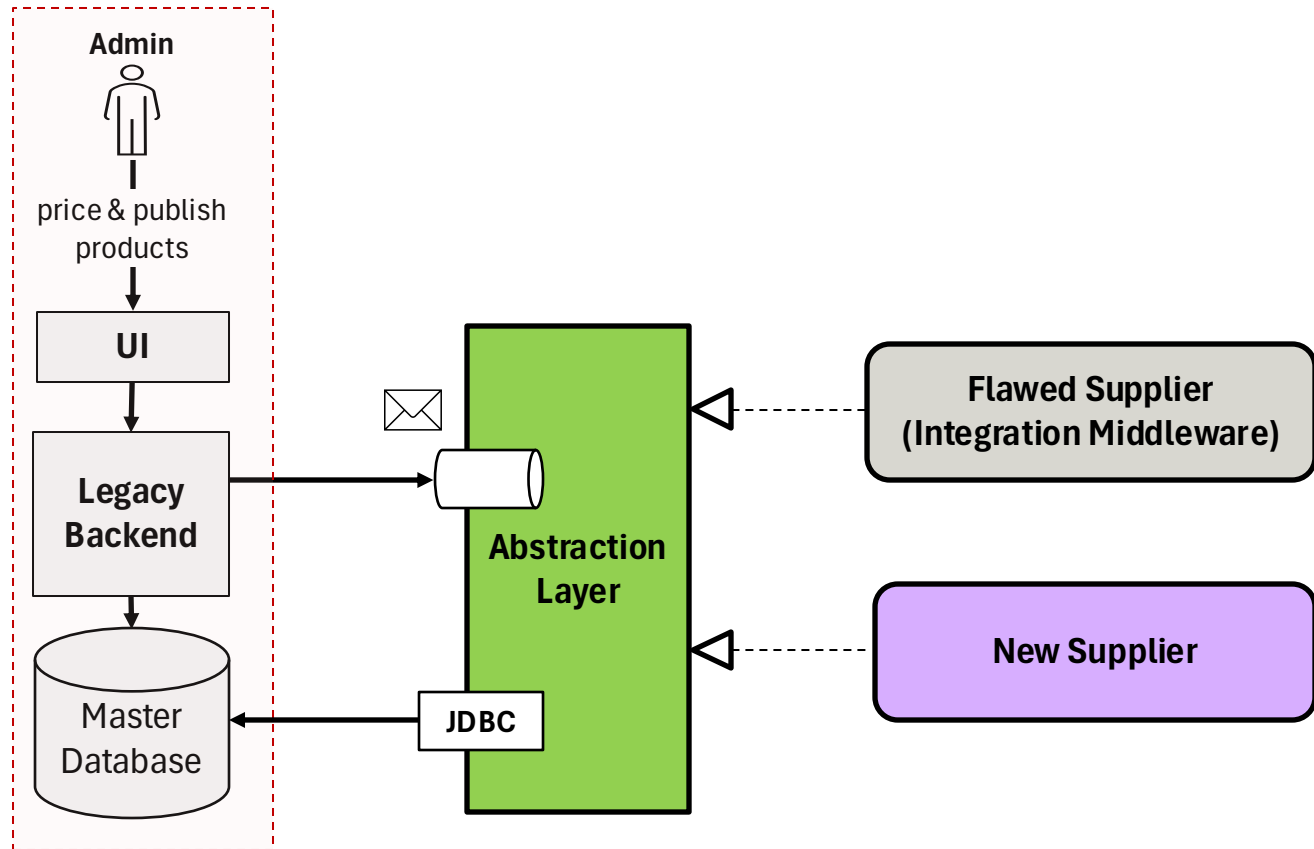 Admin
price & publish
products
UI
Legacy
Backend
Master
Database
Abstraction
Layer
JDBC
Flawed Supplier
(Integration Middleware)
New Supplier